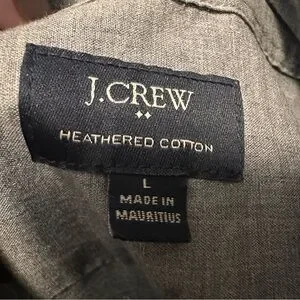 J.CREW
HEATHERED COTTON
L
MADE IN
MAURITIUS